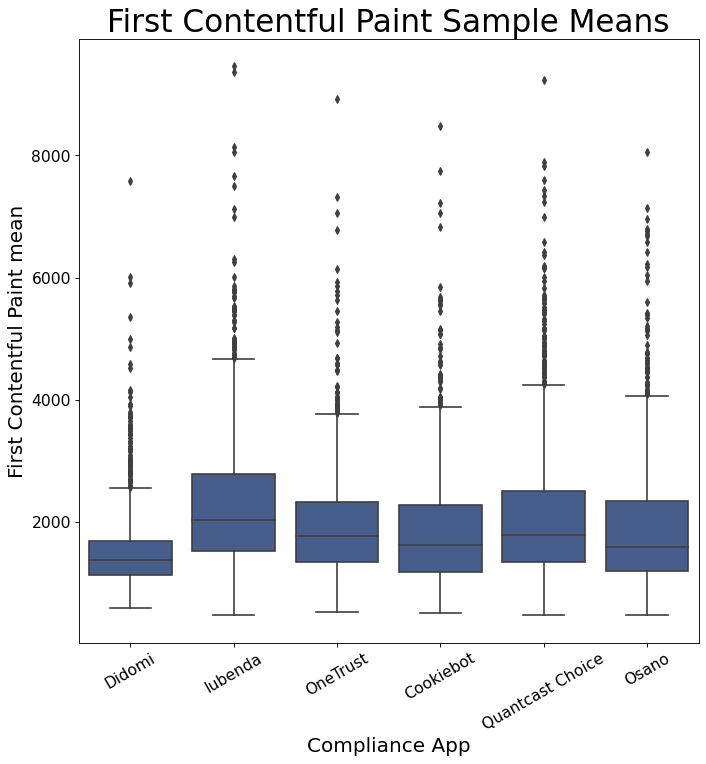 First Contentful Paint Sample Means
First Contentful Paint mean
8000
6000
4000
2000
Didomi
Iubenda
OneTrust
Cookiebot
Quantcast Choice
Osano
Compliance App